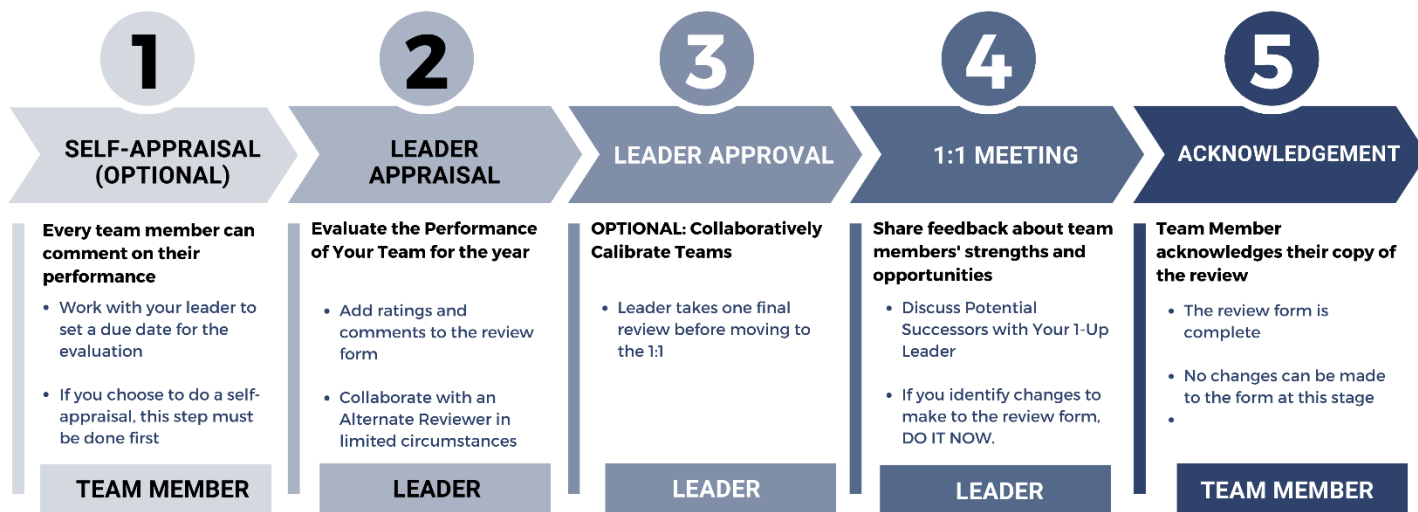 1
SELF-APPRAISAL
(OPTIONAL)
Every team member can
comment on their
performance
• Work with your leader to
set a due date for the
evaluation
• If you choose to do a self-
appraisal, this step must
be done first
TEAM MEMBER
2
LEADER
APPRAISAL
Evaluate the Performance
of Your Team for the year
• Add ratings and
comments to the review
form
• Collaborate with an
Alternate Reviewer in
limited circumstances
LEADER
3
LEADER APPROVAL
OPTIONAL: Collaboratively
Calibrate Teams
• Leader takes one final
review before moving to
the 1:1
LEADER
4
1:1 MEETING
Share feedback about team
members' strengths and
opportunities
• Discuss Potential
Successors with Your 1-Up
Leader
• If you identify changes to
make to the review form,
DO IT NOW.
LEADER
5
ACKNOWLEDGEMENT
Team Member
acknowledges their copy of
the review
• The review form is
complete
• No changes can be made
to the form at this stage
•
TEAM MEMBER